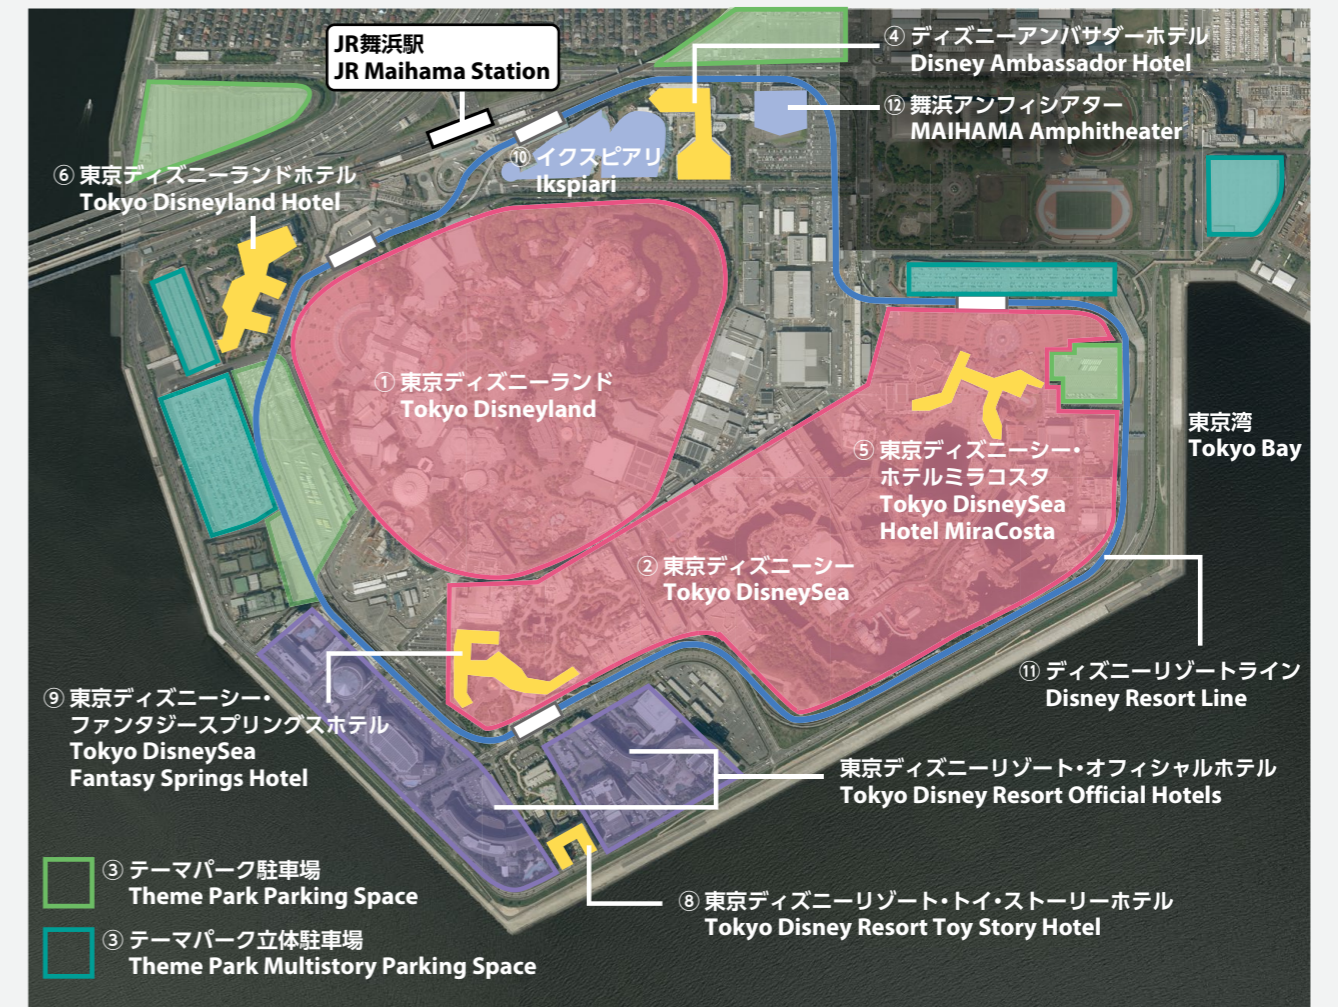 JR舞浜駅
JR Maihama Station
④ ディズニーアンバサダーホテル
Disney Ambassador Hotel
⑫ 舞浜アンフィシアター
MAIHAMA Amphitheater
⑩ イクスピアリ
Ikspiari
⑥ 東京ディズニーランドホテル
Tokyo Disneyland Hotel
① 東京ディズニーランド
Tokyo Disneyland
東京湾
Tokyo Bay
⑤ 東京ディズニーシー・
ホテルミラコスタ
Tokyo DisneySea
Hotel MiraCosta
② 東京ディズニーシー
Tokyo DisneySea
⑪ ディズニーリゾートライン
Disney Resort Line
⑨ 東京ディズニーシー・
ファンタジースプリングスホテル
Tokyo DisneySea
Fantasy Springs Hotel
東京ディズニーリゾート・オフィシャルホテル
Tokyo Disney Resort Official Hotels
⑧ 東京ディズニーリゾート・トイ・ストーリーホテル
Tokyo Disney Resort Toy Story Hotel
③ テーマパーク駐車場
Theme Park Parking Space
③ テーマパーク立体駐車場
Theme Park Multistory Parking Space